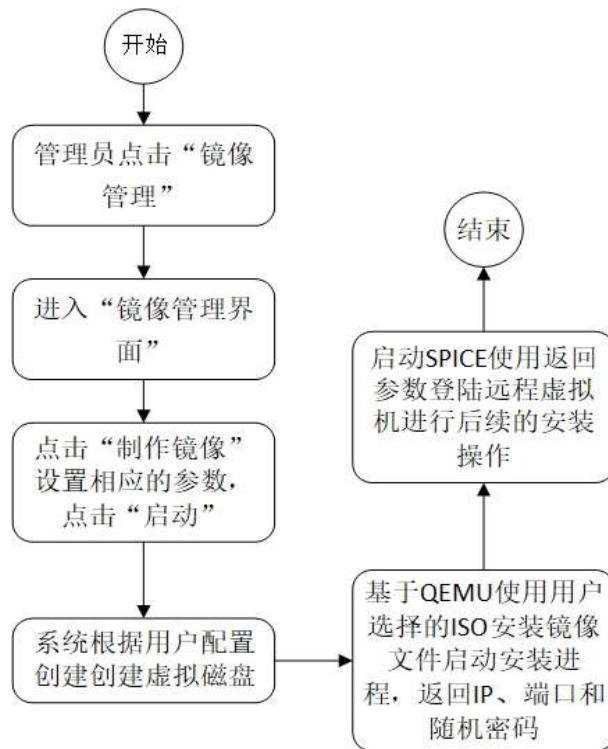 开始
管理员点击“镜像
管理”
进入“镜像管理界
面”
点击“制作镜像”
设置相应的参数，
点击“启动”
系统根据用户配置
创建创建虚拟磁盘
基于QEMU使用用户
选择的ISO安装镜像
文件启动安装进
程，返回IP、端口和
随机密码
启动SPICE使用返回
参数登陆远程虚拟
机进行后续的安装
操作
结束